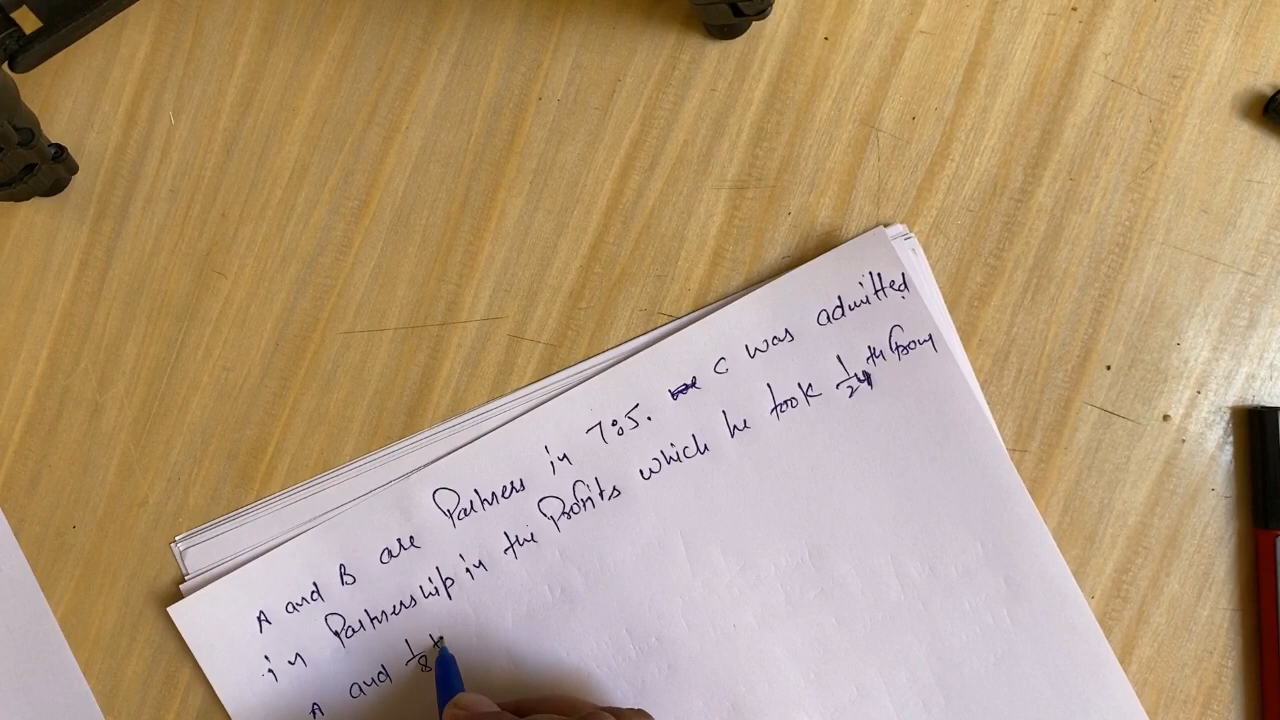 A and B are Partners in 7:5. C was admitted
in Partnership in the Profits which he took 1/24th from
A and 1/8 t